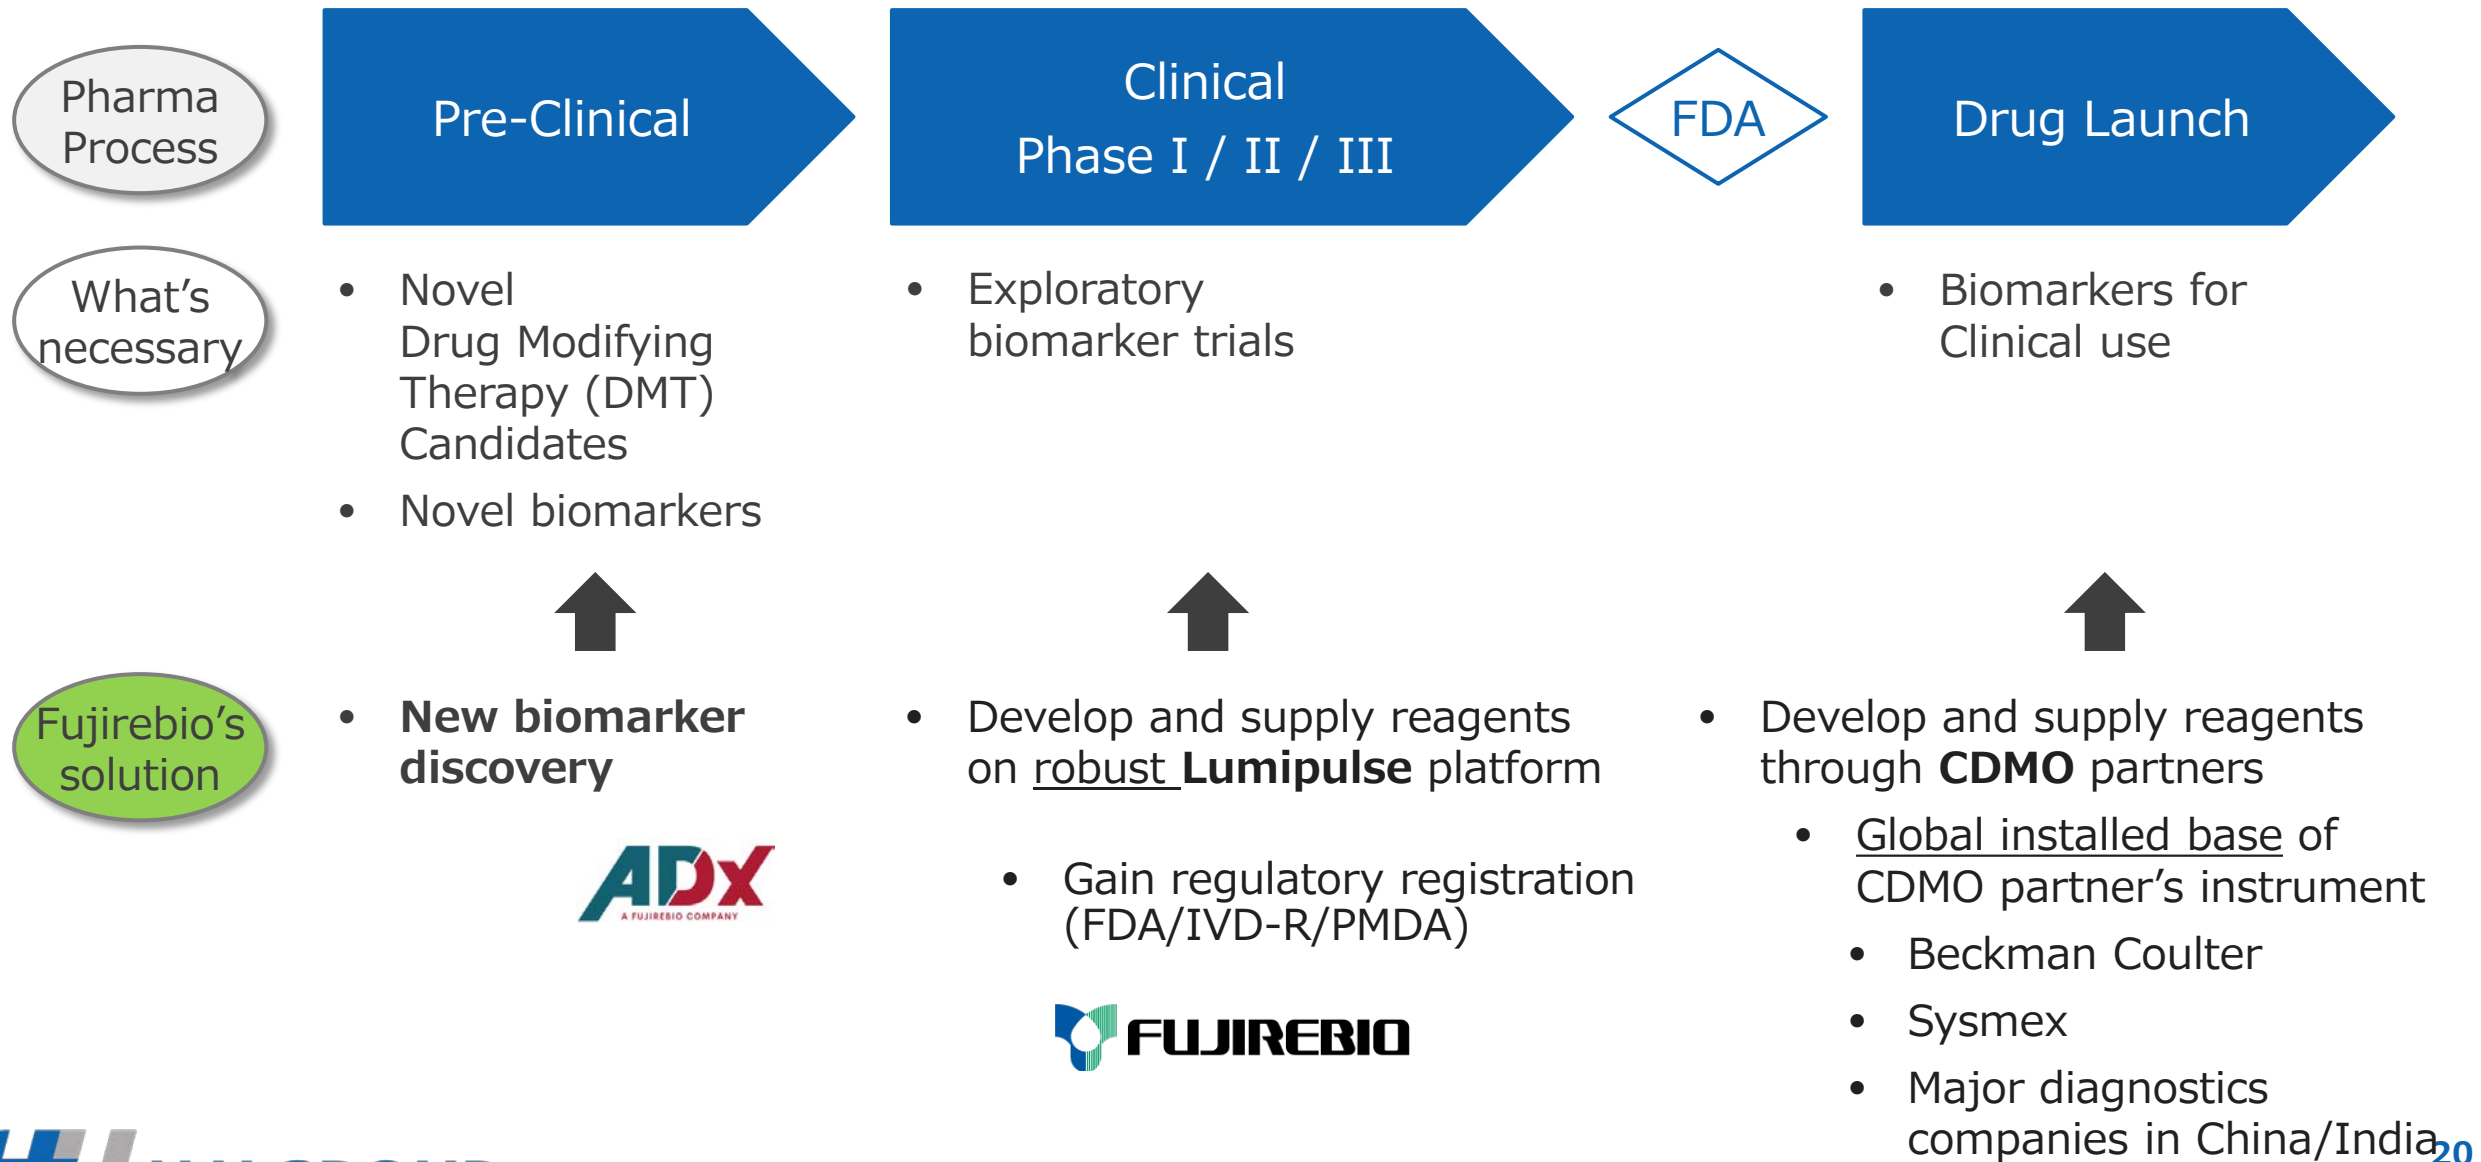 Pharma
Process
Pre-Clinical
Clinical
Phase I / II / III
FDA
Drug Launch
What's
necessary
• Novel
Drug Modifying
Therapy (DMT)
Candidates
• Novel biomarkers
• Exploratory
biomarker trials
• Biomarkers for
Clinical use
Fujirebio's
solution
• New biomarker
discovery
ADx
A FUJIREBIO COMPANY
• Develop and supply reagents
on robust Lumipulse platform
• Gain regulatory registration
(FDA/IVD-R/PMDA)
FUJIREBIO
• Develop and supply reagents
through CDMO partners
• Global installed base of
CDMO partner's instrument
• Beckman Coulter
• Sysmex
• Major diagnostics
companies in China/India
20